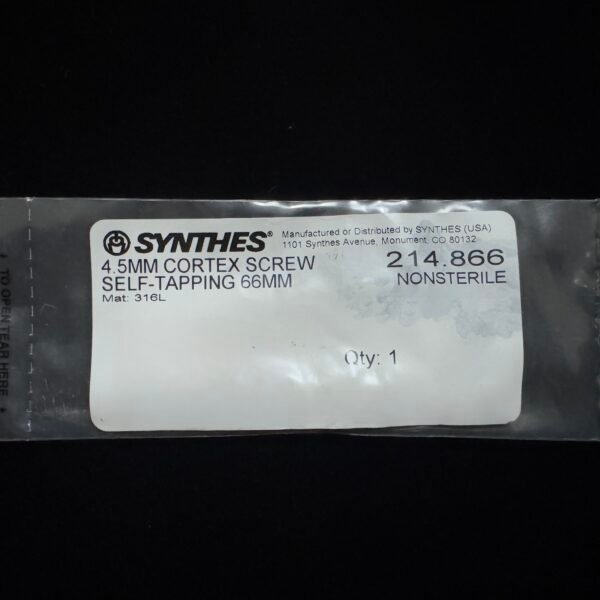 SYNTHES®
Manufactured or Distributed by SYNTHES (USA)
1101 Synthes Avenue, Monument, CO 80132
4.5MM CORTEX SCREW
SELF-TAPPING 66MM
Mat: 316L
214.866
NONSTERILE
Qty: 1
TO OPEN TEAR HERE